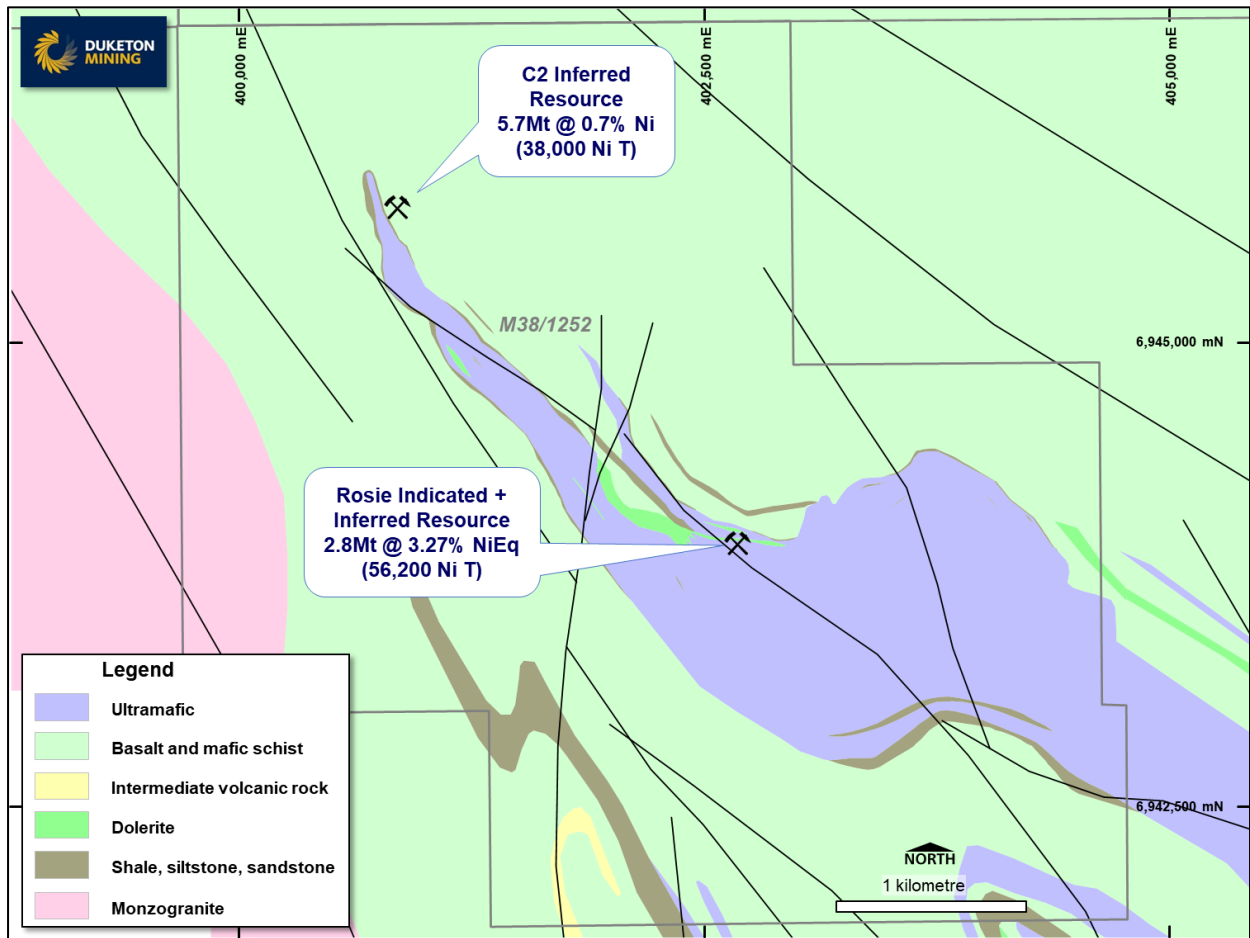 DUKETON
MINING
400,000 mE
402,500 mE
405,000 mE
C2 Inferred
Resource
5.7Mt @ 0.7% Ni
(38,000 Ni T)
M38/1252
6,945,000 mN
Rosie Indicated +
Inferred Resource
2.8Mt @ 3.27% NiEq
(56,200 Ni T)
Legend
Ultramafic
Basalt and mafic schist
Intermediate volcanic rock
Dolerite
Shale, siltstone, sandstone
Monzogranite
6,942,500 mN
NORTH
1 kilometre